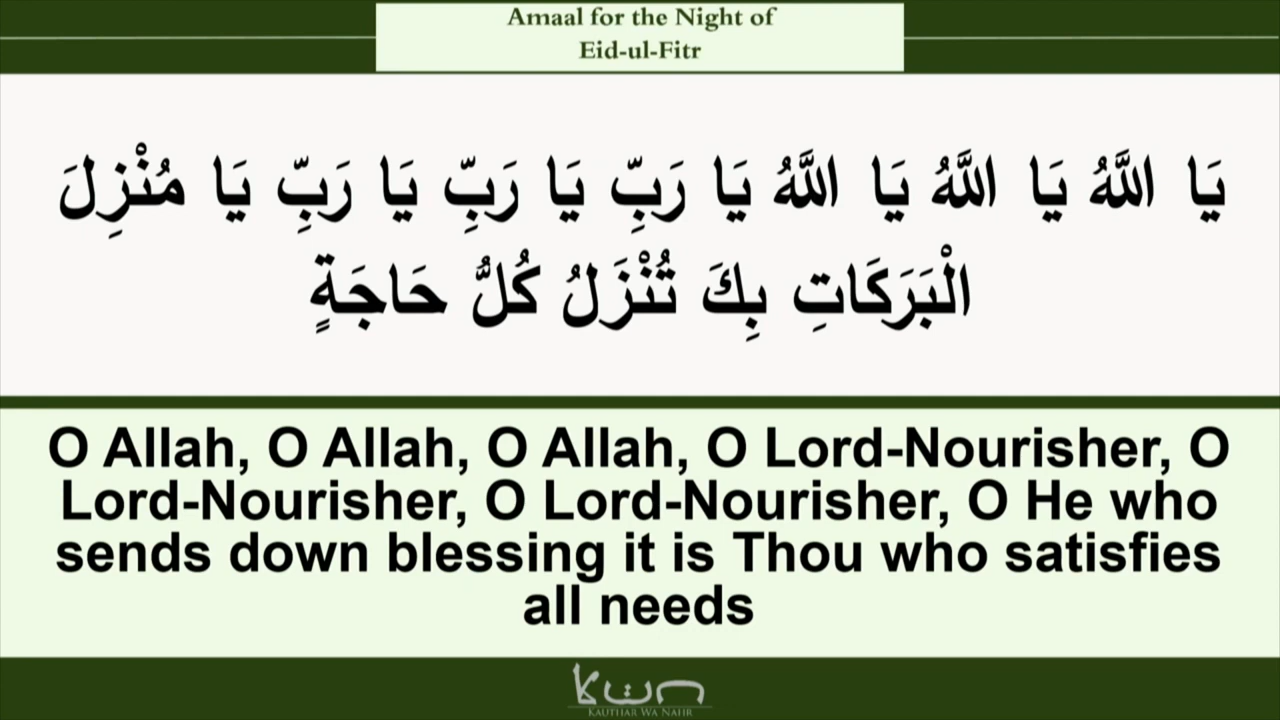 Amaal for the Night of
Eid-ul-Fitr
يَا اللَّهُ يَا اللَّهُ يَا اللَّهُ يَا رَبِّ يَا رَبِّ يَا رَبِّ يَا مُنْزِلَ
الْبَرَكَاتِ بِكَ تُنْزَلُ كُلُّ حَاجَةٍ
O Allah, O Allah, O Allah, O Lord-Nourisher, O
Lord-Nourisher, O Lord-Nourisher, O He who
sends down blessing it is Thou who satisfies
all needs
KAUTHAR WA NAHR